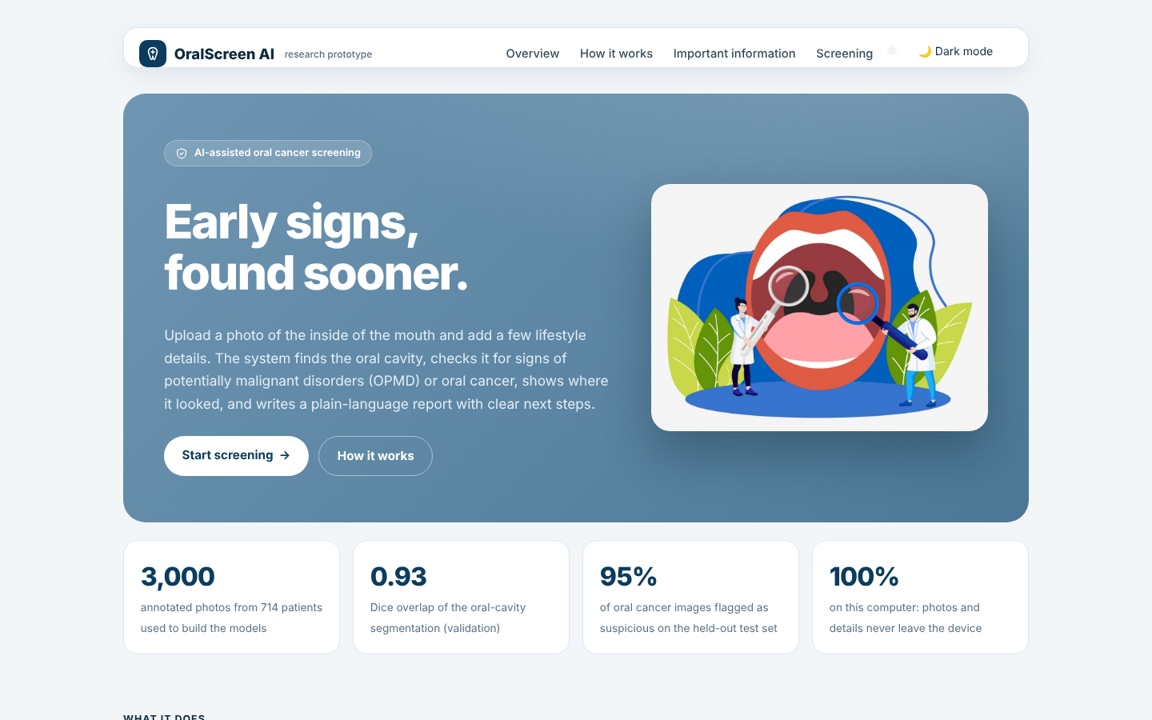 OralScreen AI research prototype
Overview How it works Important information Screening 🌙 Dark mode
AI-assisted oral cancer screening
Early signs,
found sooner.
Upload a photo of the inside of the mouth and add a few lifestyle
details. The system finds the oral cavity, checks it for signs of
potentially malignant disorders (OPMD) or oral cancer, shows where
it looked, and writes a plain-language report with clear next steps.
Start screening →
How it works
3,000
annotated photos from 714 patients
used to build the models
0.93
Dice overlap of the oral-cavity
segmentation (validation)
95%
of oral cancer images flagged as
suspicious on the held-out test set
100%
on this computer: photos and
details never leave the device
WHAT IT DOES